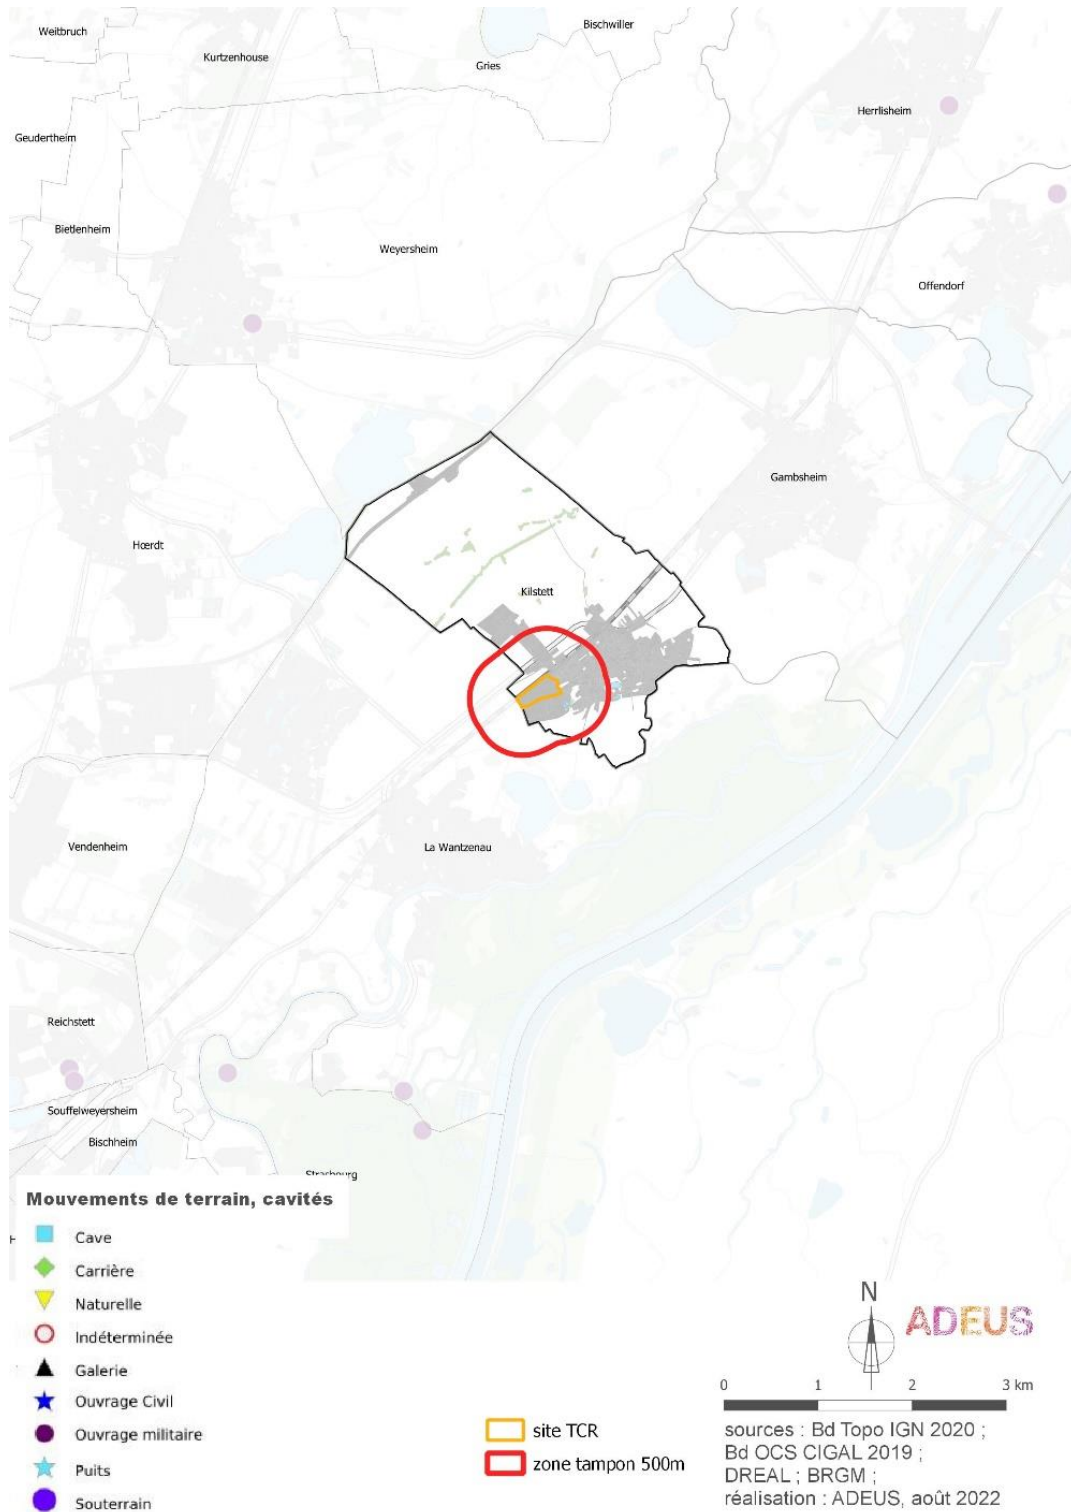 Weitbruch
Kurtzenhouse
Bischwiller
Gries
Geudertheim
Herrlisheim
Bietlenheim
Weyersheim
Offendorf
Gambsheim
Hœrdt
Kilstett
Vendenheim
La Wantzenau
Reichstett
Souffelweyersheim
Bischheim
Strasbourg
Mouvements de terrain, cavités
Cave
Carrière
Naturelle
Indéterminée
Galerie
Ouvrage Civil
Ouvrage militaire
Puits
Souterrain
site TCR
zone tampon 500m
N
ADEUS
0 1 2 3 km
sources : Bd Topo IGN 2020 ;
Bd OCS CIGAL 2019 ;
DREAL ; BRGM ;
réalisation : ADEUS, août 2022